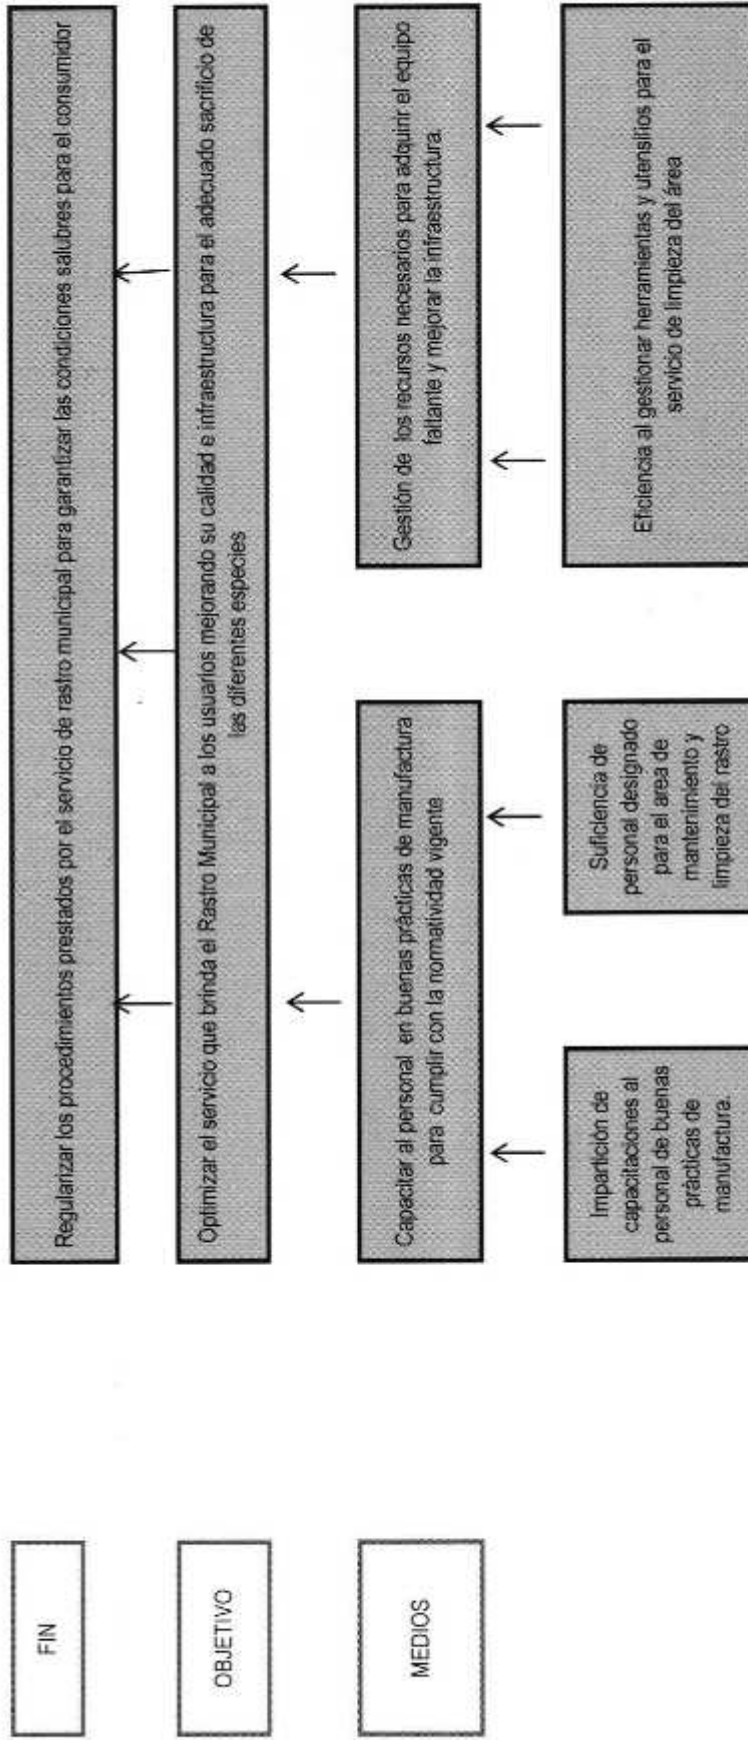 FIN
Regularizar los procedimientos prestados por el servicio de rastro municipal para garantizar las condiciones salubres para el consumidor
OBJETIVO
Optimizar el servicio que brinda el Rastro Municipal a los usuarios mejorando su calidad e infraestructura para el adecuado sacrificio de
las diferentes especies
MEDIOS
Capacitar al personal en buenas prácticas de manufactura
para cumplir con la normatividad vigente
Gestión de los recursos necesarios para adquirir el equipo
faltante y mejorar la infraestructura.
Impartición de
capacitaciones al
personal de buenas
prácticas de
manufactura.
Suficiencia de
personal designado
para el area de
mantenimiento y
limpieza del rastro
Eficiencia al gestionar herramientas y utensilios para el
servicio de limpieza del área